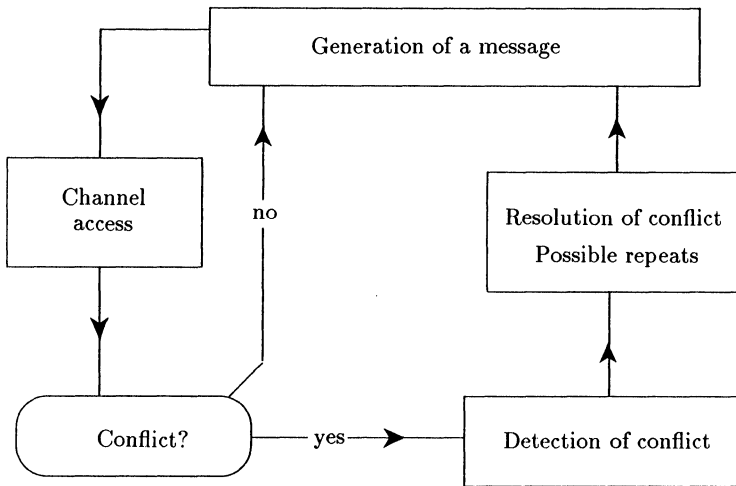 Generation of a message
Channel
access
no
Resolution of conflict
Possible repeats
Conflict?
yes
Detection of conflict